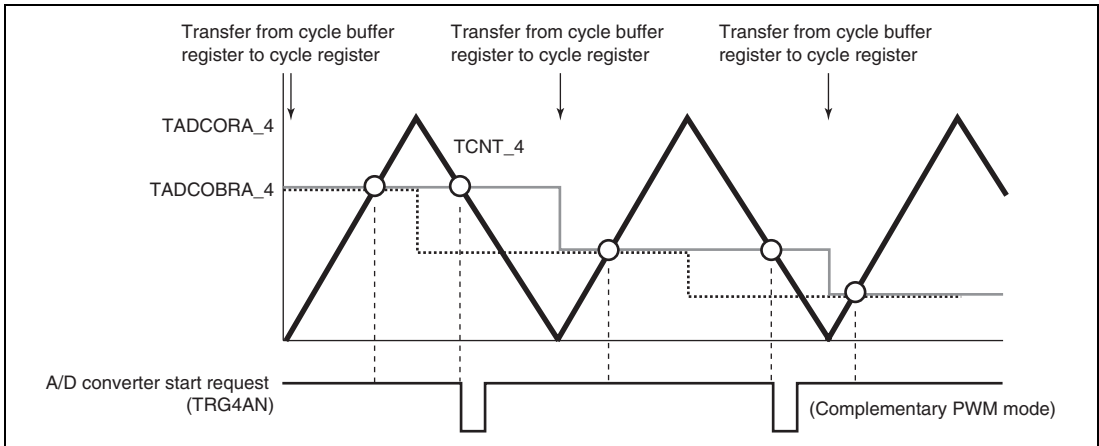 Transfer from cycle buffer
register to cycle register
Transfer from cycle buffer
register to cycle register
Transfer from cycle buffer
register to cycle register
TADCORA_4
TCNT_4
TADCOBRA_4
A/D converter start request
(TRG4AN)
(Complementary PWM mode)